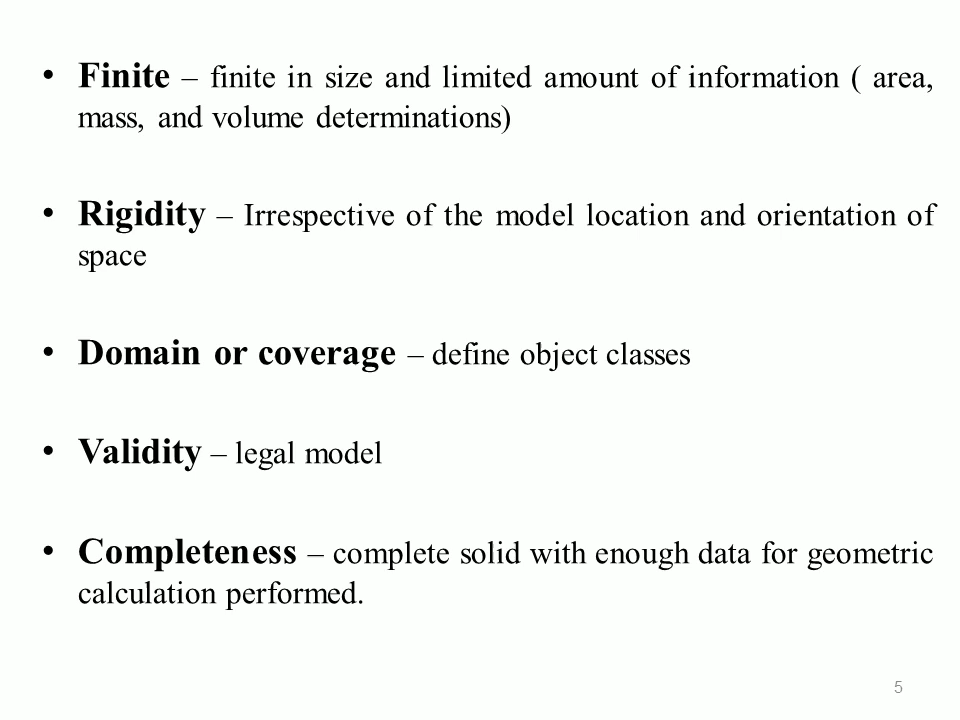 • Finite – finite in size and limited amount of information ( area,
mass, and volume determinations)
• Rigidity – Irrespective of the model location and orientation of
space
• Domain or coverage – define object classes
• Validity – legal model
• Completeness – complete solid with enough data for geometric
calculation performed.
5